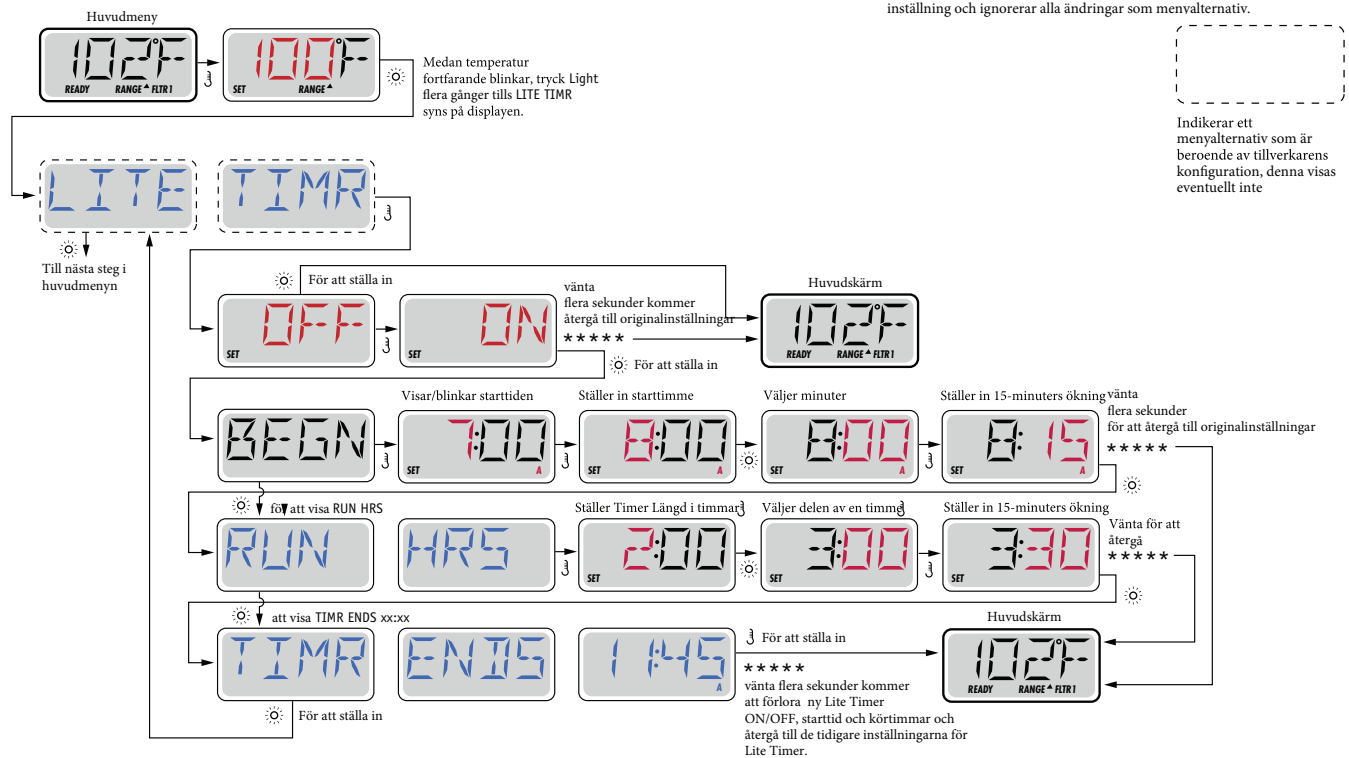 inställning och ignorerar alla ändringar som menyalternativ.
Huvudmeny
102°F
READY RANGE FLTR1
100°F
SET RANGE
Medan temperatur
fortfarande blinkar, tryck Light
flera gånger tills LITE TIMR
syns på displayen.
Indikerar ett
menyalternativ som är
beroende av tillverkarens
konfiguration, denna visas
eventuellt inte
LITE
TIMR
Till nästa steg i
huvudmenyn
För att ställa in
OFF
SET
ON
SET
vänta
flera sekunder kommer
återgå till originalinställningar
*****
För att ställa in
Huvudskärm
102°F
READY RANGE FLTR1
BEGN
Visar/blinkar starttiden
7:00
SET A
Ställer in starttimme
8:00
SET A
Väljer minuter
8:00
SET A
Ställer in 15-minuters ökning
8:15
SET A
vänta
flera sekunder
för att återgå till originalinställningar
*****
för att visa RUN HRS
RUN
HRS
Ställer Timer Längd i timmar
2:00
SET
Väljer delen av en timme
3:00
SET
Ställer in 15-minuters ökning
3:30
SET
Vänta för att
återgå
*****
att visa TIMR ENDS xx:xx
TIMR
ENDS
11:45
A
För att ställa in
För att ställa in
*****
vänta flera sekunder kommer
att förlora ny Lite Timer
ON/OFF, starttid och körtimmar och
återgå till de tidigare inställningarna för
Lite Timer.
Huvudskärm
102°F
READY RANGE FLTR1